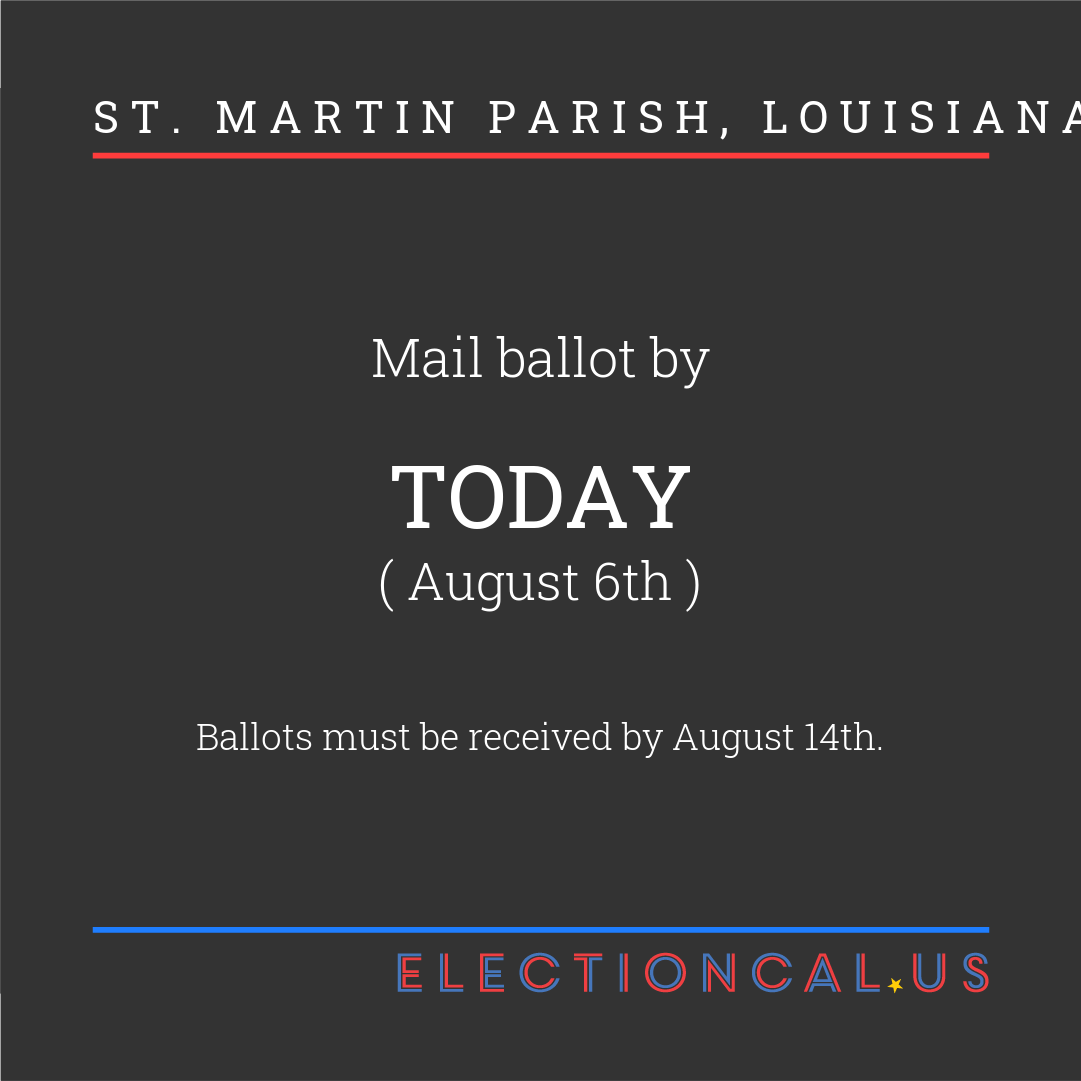 ST. MARTIN PARISH, LOUISIANA
Mail ballot by
TODAY
( August 6th )
Ballots must be received by August 14th.
ELECTIONCAL.US